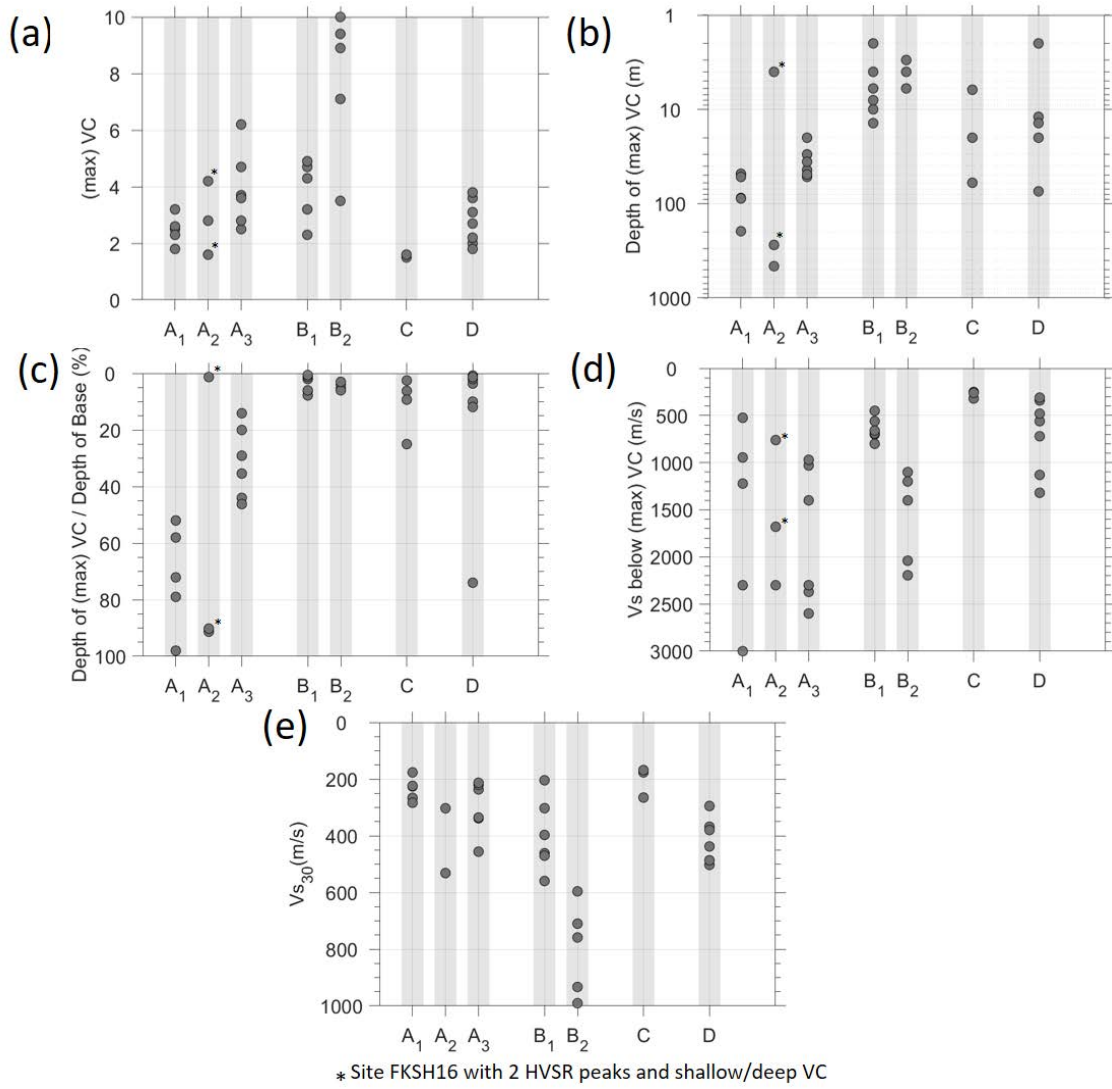 (a)
(max) VC
10
8
6
4
2
0
A1 A2 A3 B1 B2 C D
*
*
(b)
Depth of (max) VC (m)
1
10
100
1000
A1 A2 A3 B1 B2 C D
*
*
(c)
Depth of (max) VC / Depth of Base (%)
0
20
40
60
80
100
A1 A2 A3 B1 B2 C D
*
*
(d)
Vs below (max) VC (m/s)
0
500
1000
1500
2000
2500
3000
A1 A2 A3 B1 B2 C D
*
*
(e)
Vs30(m/s)
0
200
400
600
800
1000
A1 A2 A3 B1 B2 C D
* Site FKSH16 with 2 HVSR peaks and shallow/deep VC